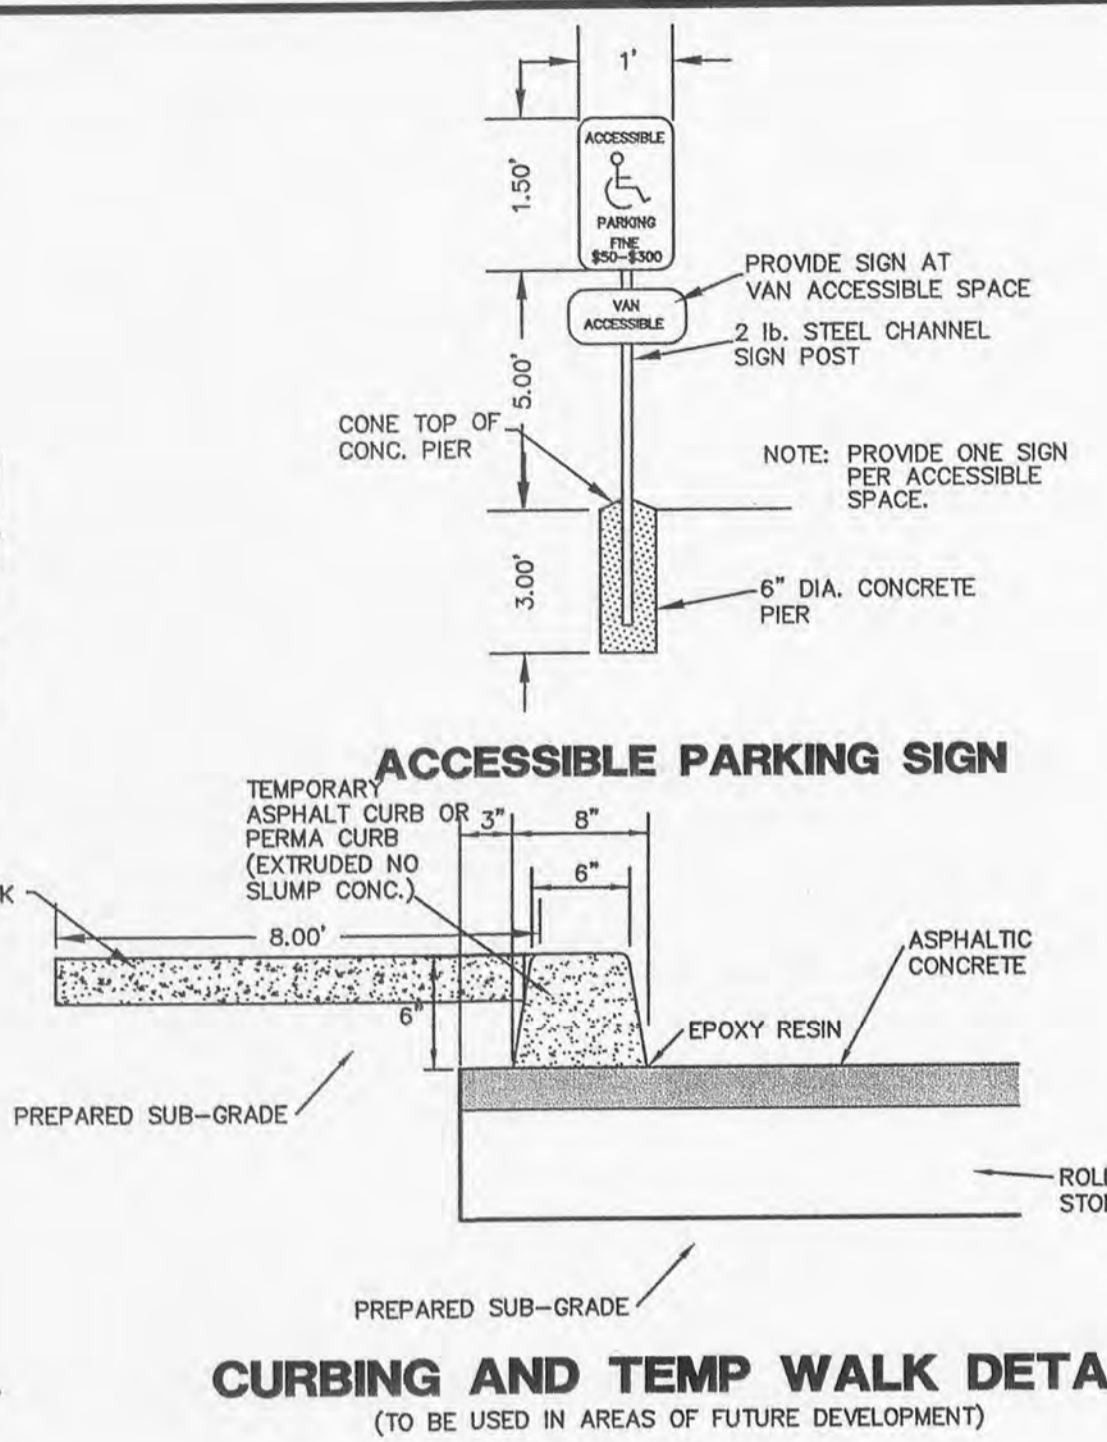 1'
1.50'
ACCESSIBLE
PARKING
FINE
$50-$300
PROVIDE SIGN AT
VAN ACCESSIBLE SPACE
VAN
ACCESSIBLE
2 lb. STEEL CHANNEL
SIGN POST
5.00'
CONE TOP OF
CONC. PIER
NOTE: PROVIDE ONE SIGN
PER ACCESSIBLE
SPACE.
3.00'
6" DIA. CONCRETE
PIER
ACCESSIBLE PARKING SIGN
TEMPORARY
ASPHALT CURB OR
PERMA CURB
(EXTRUDED NO
SLUMP CONC.)
3"
8"
6"
K
8.00'
ASPHALTIC
CONCRETE
6"
EPOXY RESIN
PREPARED SUB-GRADE
ROL
STO
PREPARED SUB-GRADE
CURBING AND TEMP WALK DETA
(TO BE USED IN AREAS OF FUTURE DEVELOPMENT)